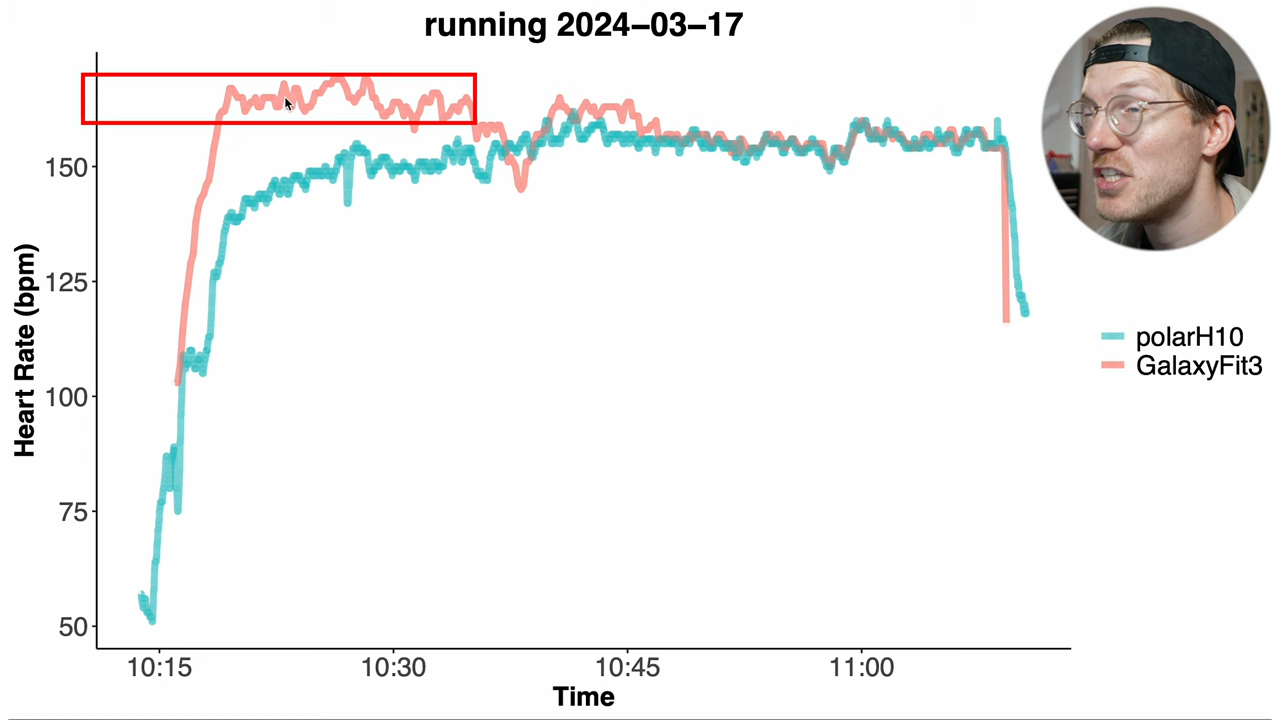 running 2024–03–17
Heart Rate (bpm)
150
125
100
75
50
10:15
10:30
10:45
11:00
Time
polarH10
GalaxyFit3